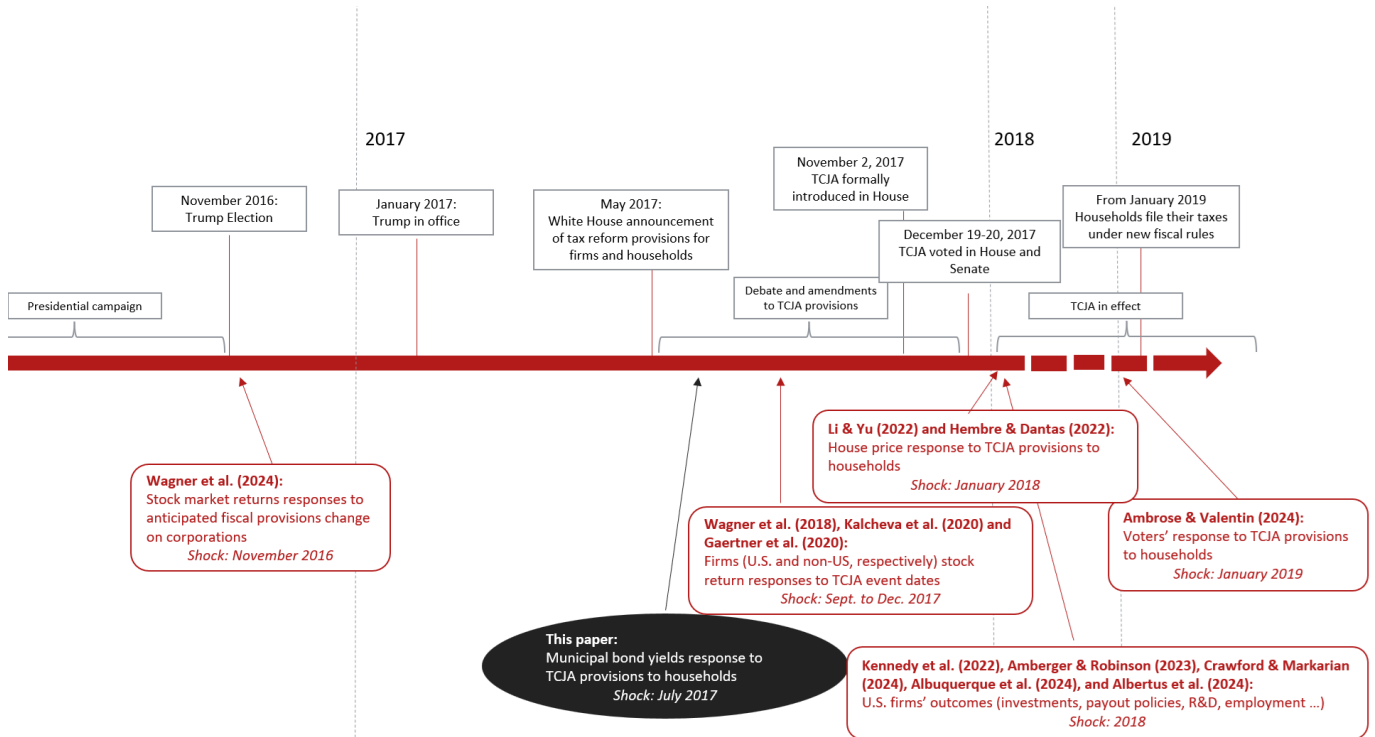 2017
2018
2019
November 2016:
Trump Election
January 2017:
Trump in office
May 2017:
White House announcement
of tax reform provisions for
firms and households
November 2, 2017
TCJA formally
introduced in House
December 19-20, 2017
TCJA voted in House and
Senate
From January 2019
Households file their taxes
under new fiscal rules
Presidential campaign
Debate and amendments
to TCJA provisions
TCJA in effect
Wagner et al. (2024):
Stock market returns responses to
anticipated fiscal provisions change
on corporations
Shock: November 2016
This paper:
Municipal bond yields response to
TCJA provisions to households
Shock: July 2017
Wagner et al. (2018), Kalcheva et al. (2020) and
Gaertner et al. (2020):
Firms (U.S. and non-US, respectively) stock
return responses to TCJA event dates
Shock: Sept. to Dec. 2017
Li & Yu (2022) and Hembre & Dantas (2022):
House price response to TCJA provisions to
households
Shock: January 2018
Ambrose & Valentin (2024):
Voters’ response to TCJA provisions
to households
Shock: January 2019
Kennedy et al. (2022), Amberger & Robinson (2023), Crawford & Markarian
(2024), Albuquerque et al. (2024), and Albertus et al. (2024):
U.S. firms’ outcomes (investments, payout policies, R&D, employment ...)
Shock: 2018